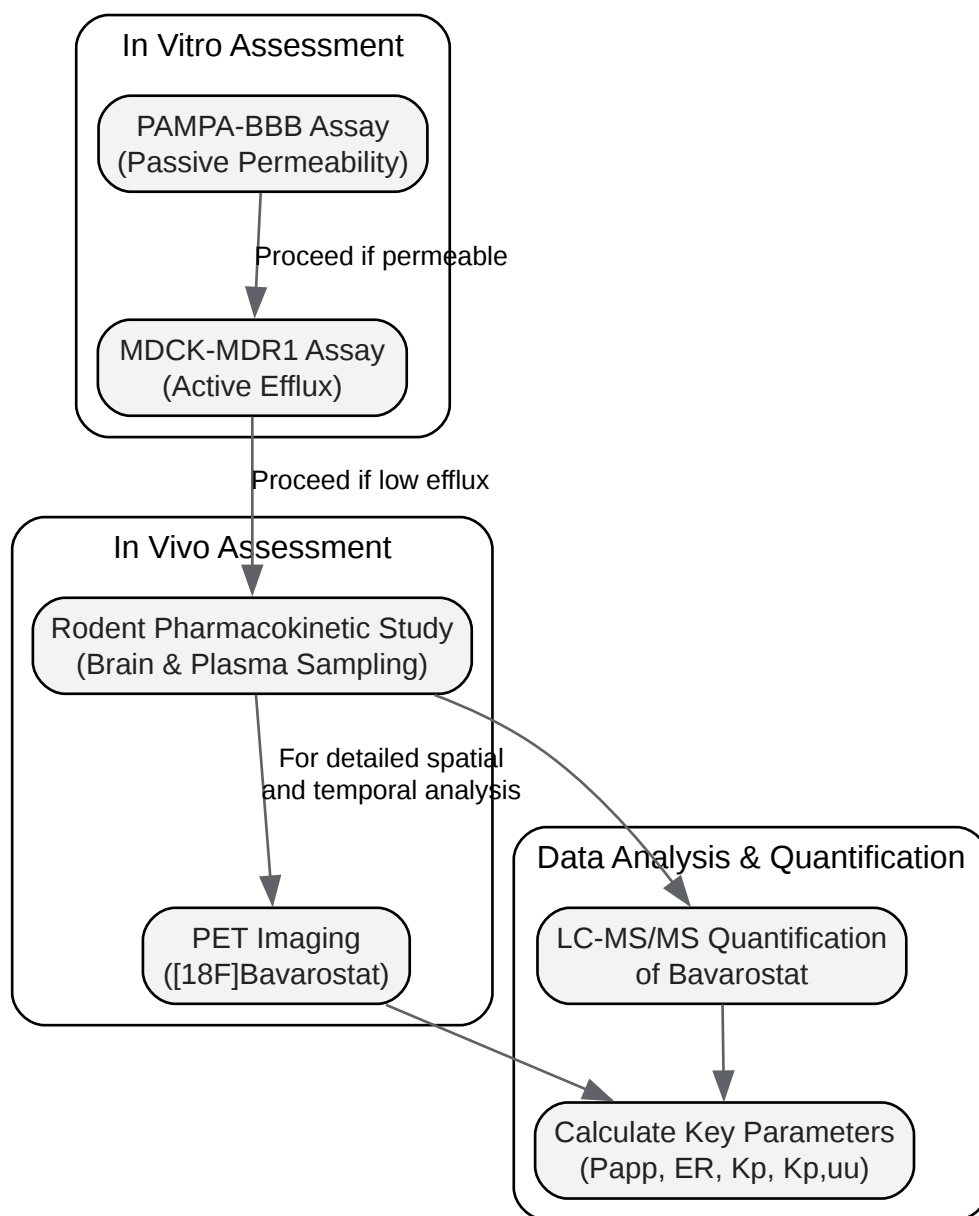 In Vitro Assessment
PAMPA-BBB Assay
(Passive Permeability)
Proceed if permeable
MDCK-MDR1 Assay
(Active Efflux)
Proceed if low efflux
In Vivo Assessment
Rodent Pharmacokinetic Study
(Brain & Plasma Sampling)
For detailed spatial
and temporal analysis
Data Analysis & Quantification
PET Imaging
([18F]Bavarostat)
LC-MS/MS Quantification
of Bavarostat
Calculate Key Parameters
(Papp, ER, Kp, Kp,uu)